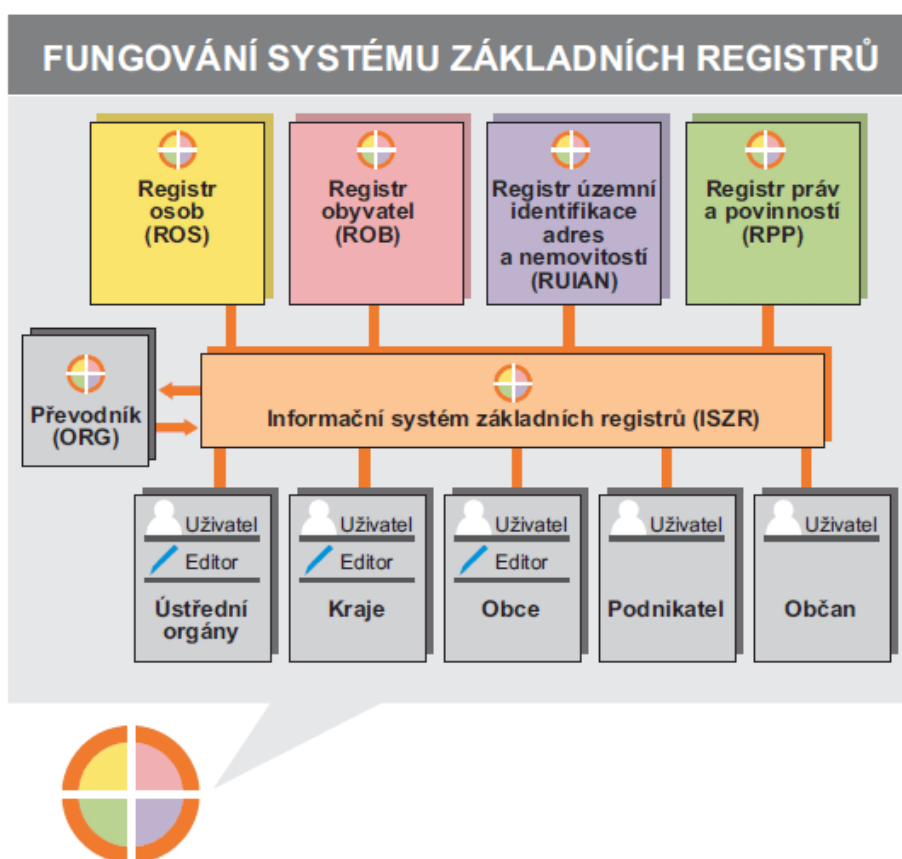 FUNGOVÁNÍ SYSTÉMU ZÁKLADNÍCH REGISTRŮ
Registr
osob
(ROS)
Registr
obyvatel
(ROB)
Registr územní
identifikace
adres
a nemovitostí
(RUIAN)
Registr práv
a povinností
(RPP)
Převodník
(ORG)
Informační systém základních registrů (ISZR)
Uživatel
Editor
Ústřední
orgány
Uživatel
Editor
Kraje
Uživatel
Editor
Obce
Uživatel
Podnikatel
Uživatel
Občan